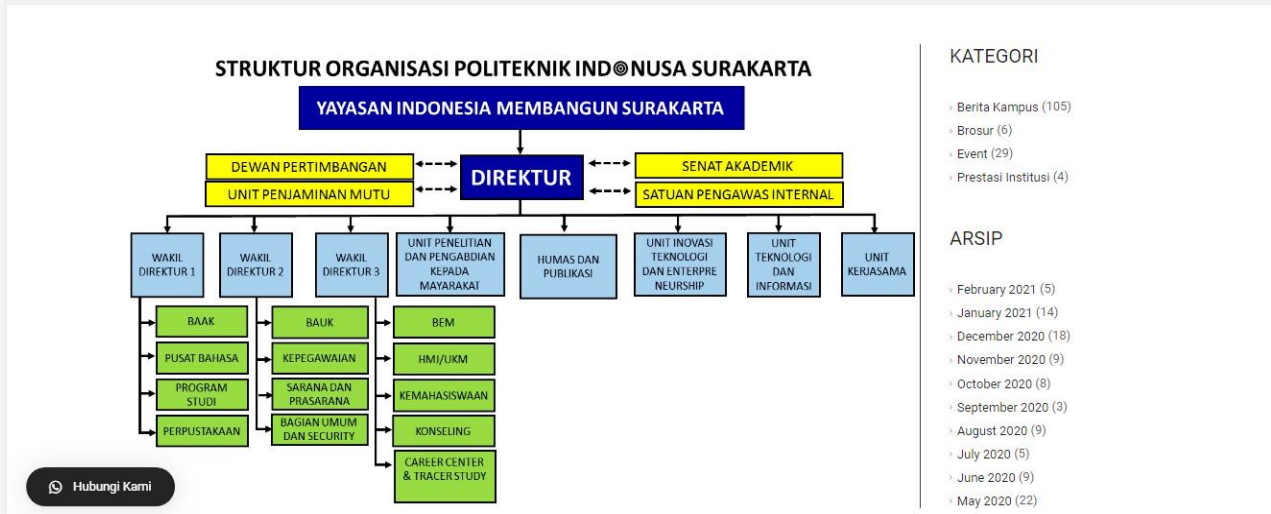 STRUKTUR ORGANISASI POLITEKNIK INDONUSA SURAKARTA
YAYASAN INDONESIA MEMBANGUN SURAKARTA
DEWAN PERTIMBANGAN
UNIT PENJAMINAN MUTU
DIREKTUR
SENAT AKADEMIK
SATUAN PENGAWAS INTERNAL
WAKIL
DIREKTUR 1
WAKIL
DIREKTUR 2
WAKIL
DIREKTUR 3
UNIT PENELITIAN
DAN PENGABDIAN
KEPADA
MAYARAKAT
HUMAS DAN
PUBLIKASI
UNIT INOVASI
TEKNOLOGI
DAN ENTERPRE
NEURSHIP
UNIT
TEKNOLOGI
DAN
INFORMASI
UNIT
KERJASAMA
BAAK
PUSAT BAHASA
PROGRAM
STUDI
PERPUSTAKAAN
BAUK
KEPEGAWAIAN
SARANA DAN
PRASARANA
BAGIAN UMUM
DAN SECURITY
BEM
HMJ/UKM
KEMAHASISWAAN
KONSELING
CAREER CENTER
& TRACER STUDY
Hubungi Kami
KATEGORI
Berita Kampus (105)
Brosur (6)
Event (29)
Prestasi Institusi (4)
ARSIP
February 2021 (5)
January 2021 (14)
December 2020 (18)
November 2020 (9)
October 2020 (8)
September 2020 (3)
August 2020 (9)
July 2020 (5)
June 2020 (9)
May 2020 (22)